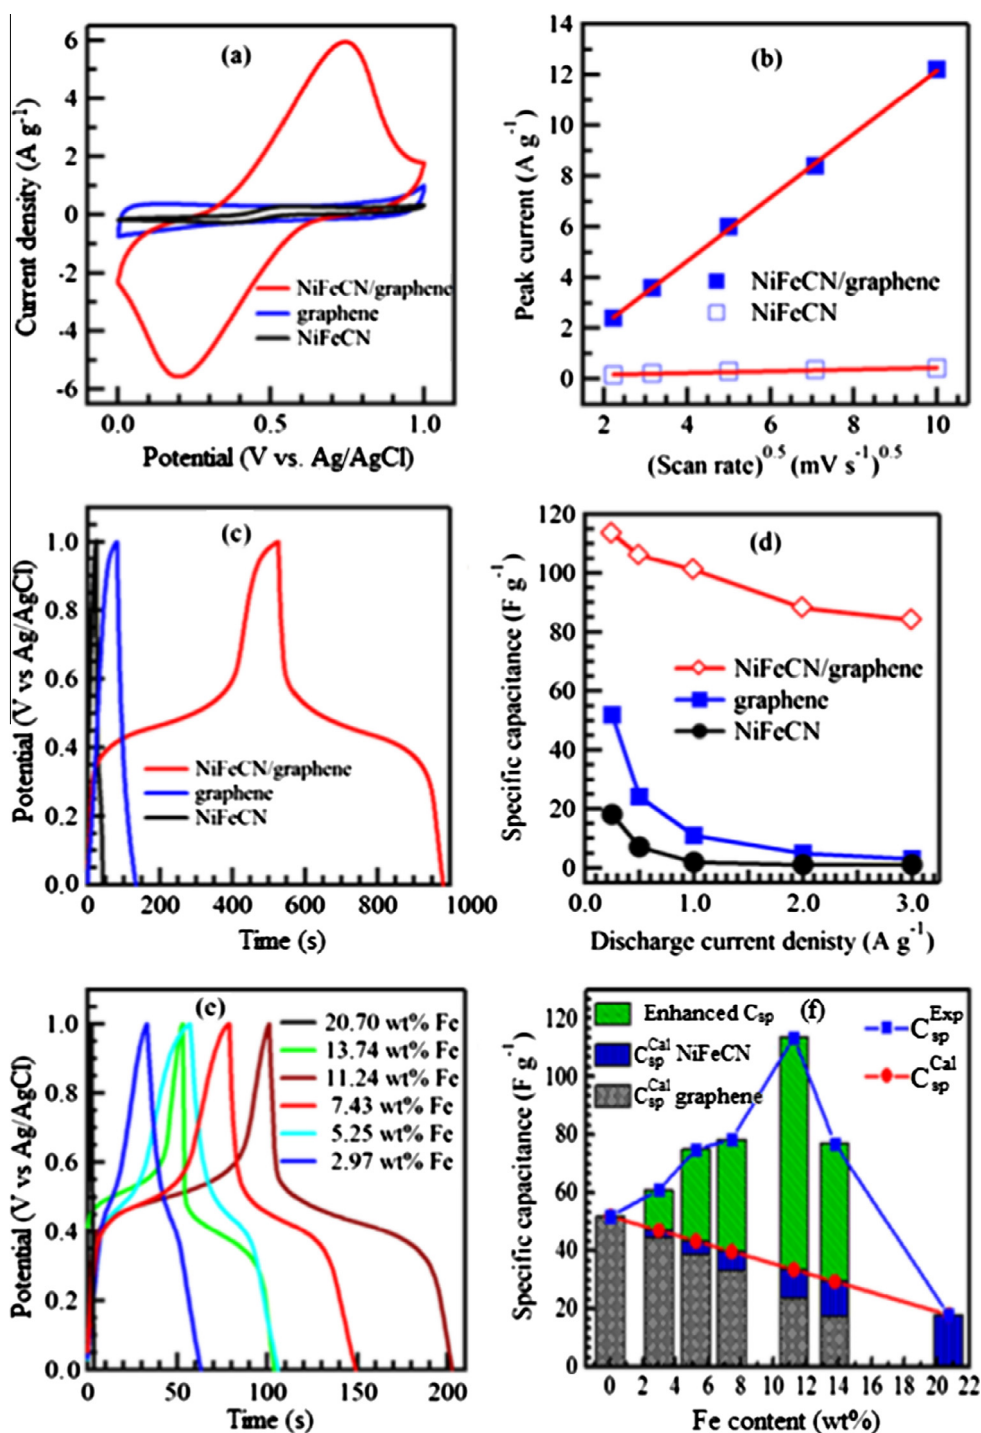 (a)
Current density (A g⁻¹)
6
4
2
0
-2
-4
-6
NiFeCN/graphene
graphene
NiFeCN
0.0 0.5 1.0
Potential (V vs. Ag/AgCl)
(b)
Peak current (A g⁻¹)
14
12
10
8
6
4
2
0
NiFeCN/graphene
NiFeCN
2 4 6 8 10
(Scan rate)^0.5 (mV s⁻¹)^0.5
(c)
Potential (V vs Ag/AgCl)
1.0
0.8
0.6
0.4
0.2
0.0
NiFeCN/graphene
graphene
NiFeCN
0 200 400 600 800 1000
Time (s)
(d)
Specific capacitance (F g⁻¹)
120
100
80
60
40
20
0
NiFeCN/graphene
graphene
NiFeCN
0.0 1.0 2.0 3.0
Discharge current denisty (A g⁻¹)
(e)
Potential (V vs Ag/AgCl)
1.0
0.8
0.6
0.4
0.2
0.0
20.70 wt% Fe
13.74 wt% Fe
11.24 wt% Fe
7.43 wt% Fe
5.25 wt% Fe
2.97 wt% Fe
0 50 100 150 200
Time (s)
(f)
Specific capacitance (F g⁻¹)
120
100
80
60
40
20
0
Enhanced C_sp
C_sp^Cal NiFeCN
C_sp^Cal graphene
C_sp^Exp
C_sp^Cal
0 2 4 6 8 10 12 14 16 18 20 22
Fe content (wt%)